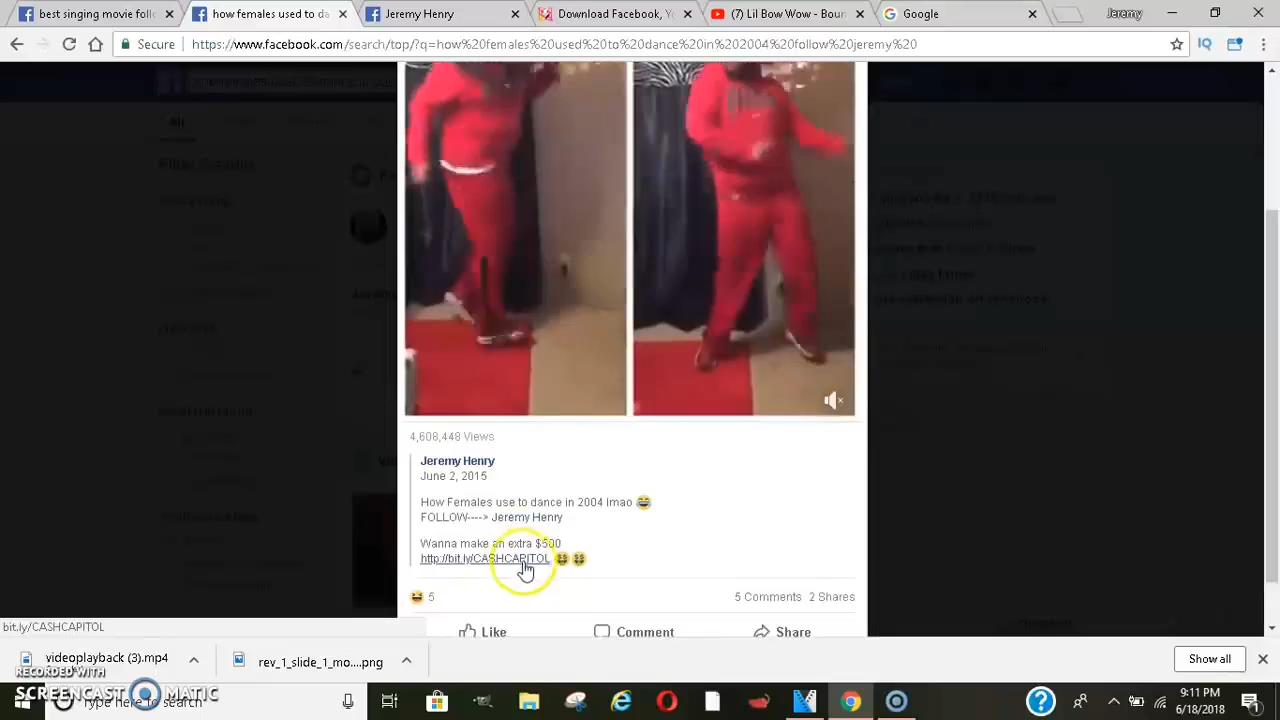 best singing movie foll
how females used to da
Jeremy Henry
Download Facebook, Yo
(7) Lil Bow Wow - Boun
Google
Jeremy
Secure
https://www.facebook.com/search/top/?q=how%20females%20used%20to%20dance%20in%202004%20follow%20jeremy%20
IQ
All
4,608,448 Views
Jeremy Henry
June 2, 2015
How Females use to dance in 2004 lmao 😂
FOLLOW----> Jeremy Henry
Wanna make an extra $500
http://bit.ly/CASHCAPITOL 🤑 🤑
5
5 Comments 2 Shares
Like
Comment
Share
bit.ly/CASHCAPITOL
videoplayback (3).mp4
rev_1_slide_1_mo....png
Show all
RECORDED WITH
SCREENCAST MATIC
Type here to search
9:11 PM
6/18/2018